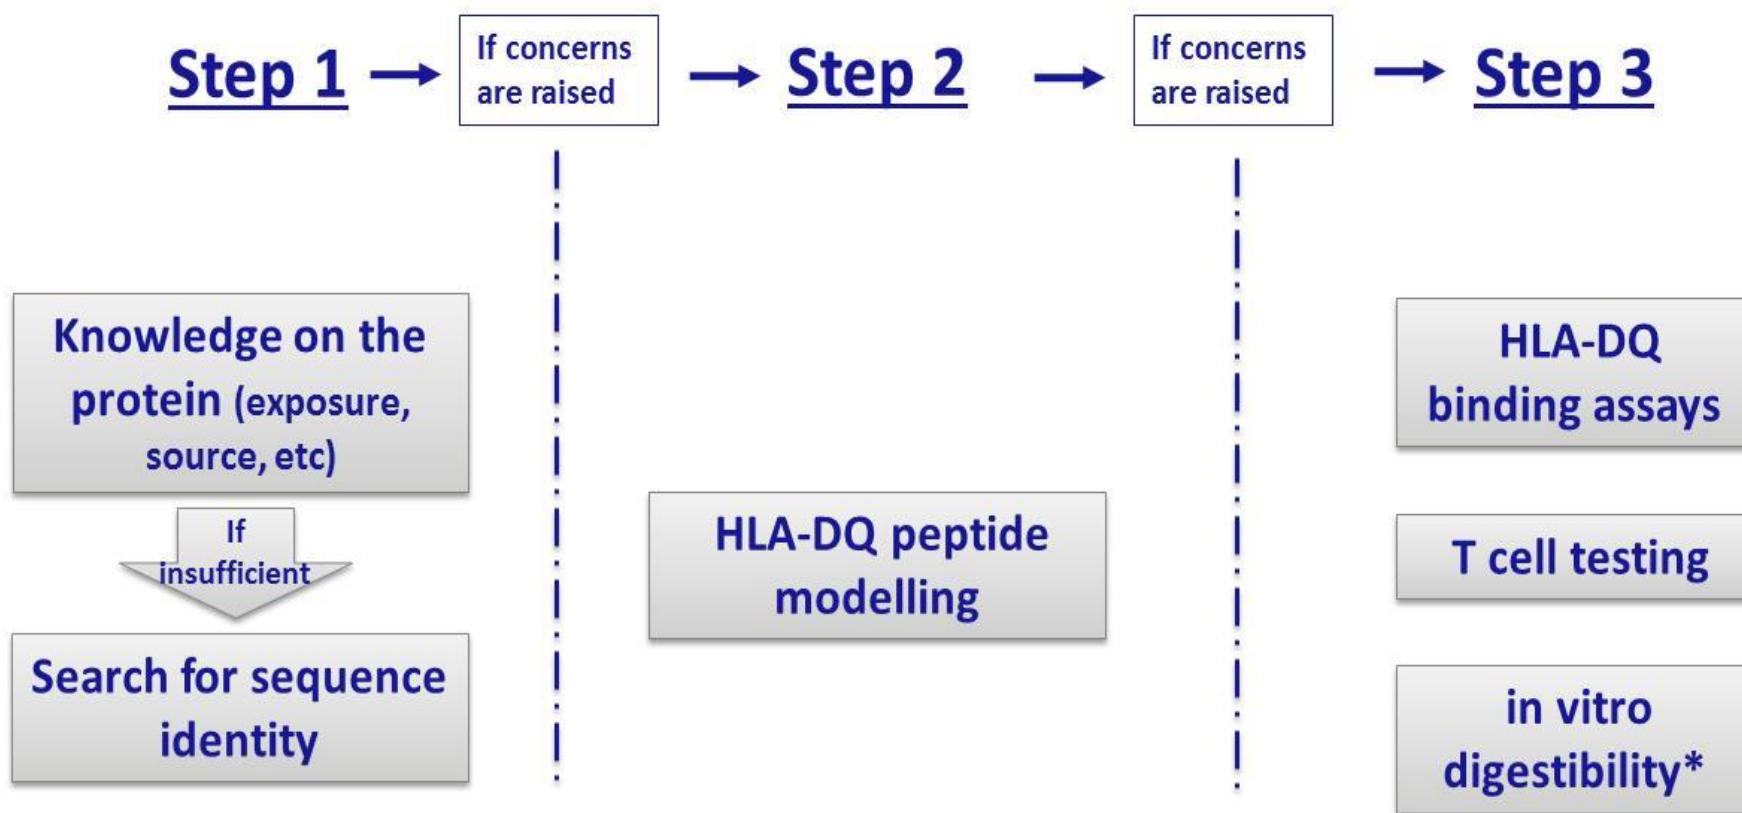 Step 1
If concerns
are raised
Step 2
If concerns
are raised
Step 3
Knowledge on the
protein (exposure,
source, etc)
If
insufficient
Search for sequence
identity
HLA-DQ peptide
modelling
HLA-DQ
binding assays
T cell testing
in vitro
digestibility*